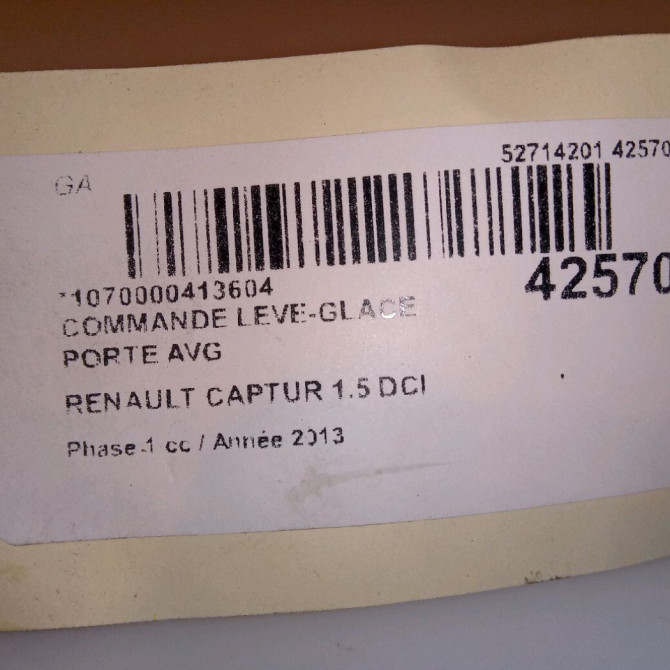 52714201 42570
GA
42570
*1070000413604
COMMANDE LEVE-GLACE
PORTE AVG
RENAULT CAPTUR 1.5 DCI
Phase 1 cc / Année 2013